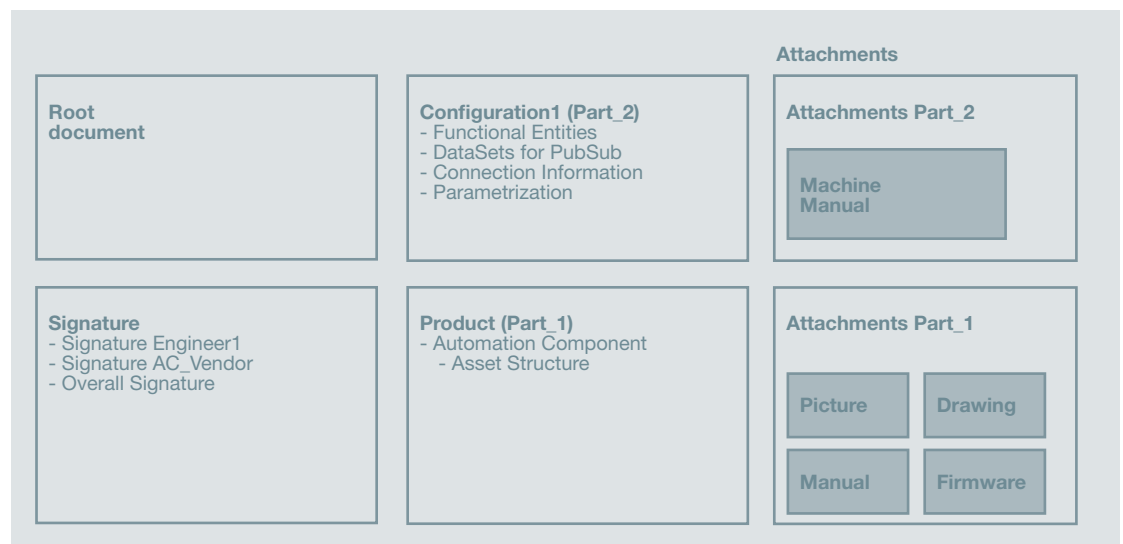 Attachments
Root
document
Configuration1 (Part_2)
- Functional Entities
- DataSets for PubSub
- Connection Information
- Parametrization
Attachments Part_2
Machine
Manual
Signature
- Signature Engineer1
- Signature AC_Vendor
- Overall Signature
Product (Part_1)
- Automation Component
- Asset Structure
Attachments Part_1
Picture
Drawing
Manual
Firmware